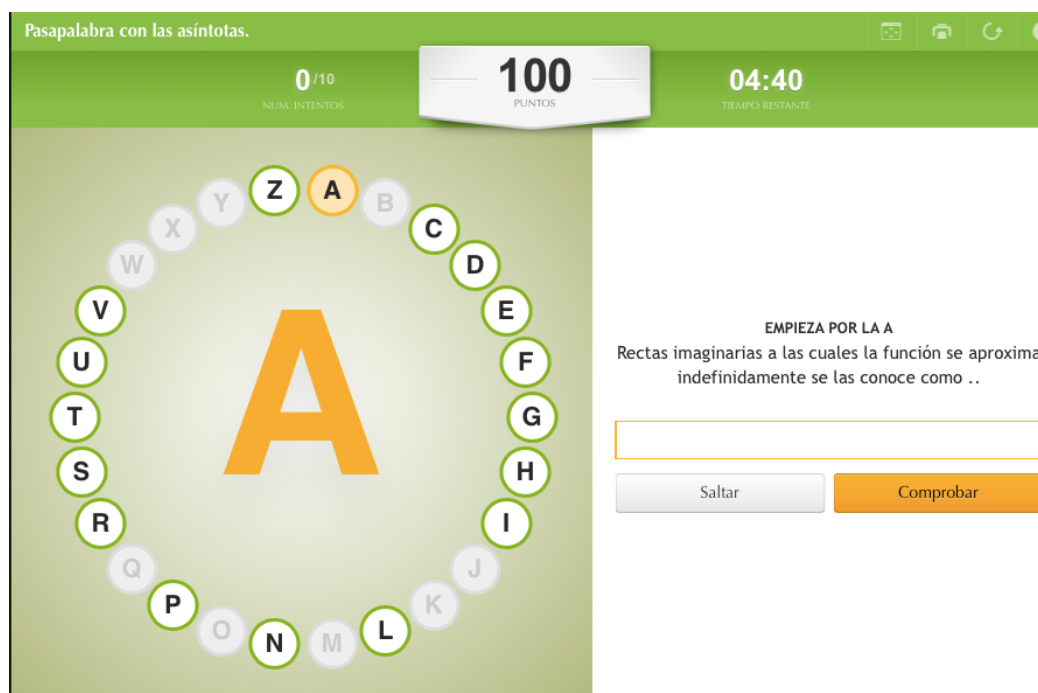 Pasapalabra con las asíntotas.
0/10
NUM. INTENTOS
100
PUNTOS
04:40
TIEMPO RESTANTE
A
B
C
D
E
F
G
H
I
J
K
L
M
N
O
P
Q
R
S
T
U
V
W
X
Y
Z
A
EMPIEZA POR LA A
Rectas imaginarias a las cuales la función se aproxima
indefinidamente se las conoce como ..
Saltar
Comprobar